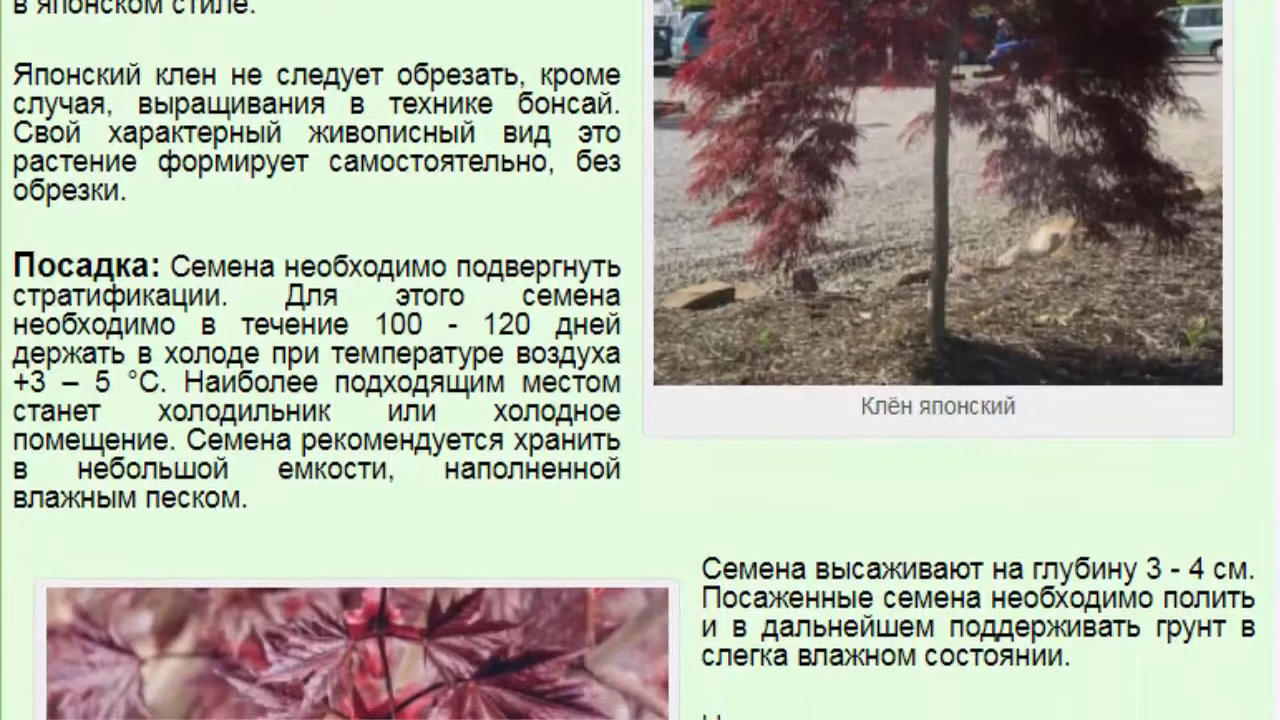 в японском стиле.
Японский клен не следует обрезать, кроме
случая, выращивания в технике бонсай.
Свой характерный живописный вид это
растение формирует самостоятельно, без
обрезки.
Посадка: Семена необходимо подвергнуть
стратификации. Для этого семена
необходимо в течение 100 - 120 дней
держать в холоде при температуре воздуха
+3 – 5 °C. Наиболее подходящим местом
станет холодильник или холодное
помещение. Семена рекомендуется хранить
в небольшой емкости, наполненной
влажным песком.
Клён японский
Семена высаживают на глубину 3 - 4 см.
Посаженные семена необходимо полить
и в дальнейшем поддерживать грунт в
слегка влажном состоянии.